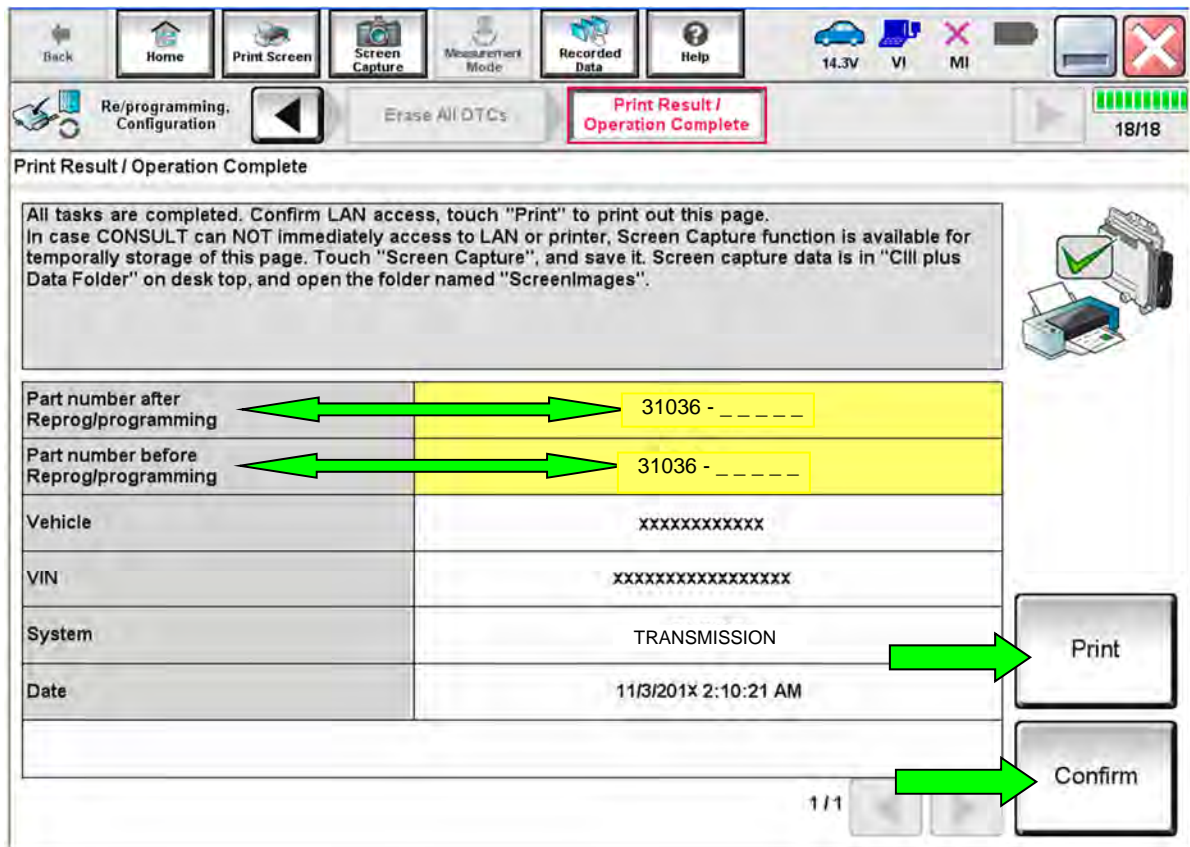 Back
Home
Print Screen
Screen
Capture
Measurement
Mode
Recorded
Data
Help
14.3V
VI
MI
Re/programming,
Configuration
Erase All DTCs
Print Result /
Operation Complete
18/18
Print Result / Operation Complete
All tasks are completed. Confirm LAN access, touch "Print" to print out this page.
In case CONSULT can NOT immediately access to LAN or printer, Screen Capture function is available for
temporally storage of this page. Touch "Screen Capture", and save it. Screen capture data is in "CIII plus
Data Folder" on desk top, and open the folder named "ScreenImages".
Part number after
Reprog/programming
31036 - _ _ _ _ _
Part number before
Reprog/programming
31036 - _ _ _ _ _
Vehicle
xxxxxxxxxxxx
VIN
xxxxxxxxxxxxxxxxx
System
TRANSMISSION
Date
11/3/201X 2:10:21 AM
Print
Confirm
1/1